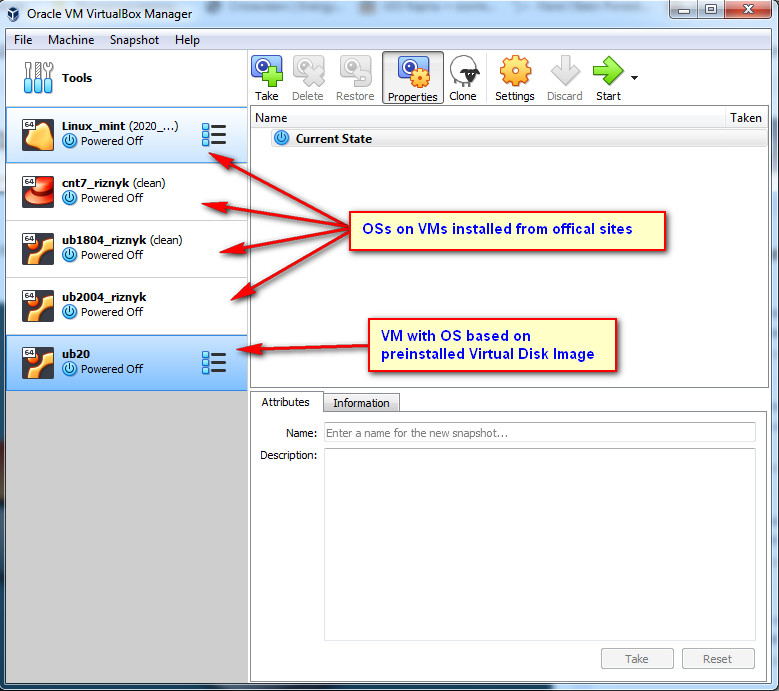 Oracle VM VirtualBox Manager
File Machine Snapshot Help
Tools
Take Delete Restore Properties Clone Settings Discard Start
Name Taken
Current State
64
Linux_mint (2020_...)
Powered Off
64
cnt7_riznyk (clean)
Powered Off
64
ub1804_riznyk (clean)
Powered Off
64
ub2004_riznyk
Powered Off
64
ub20
Powered Off
OSs on VMs installed from offical sites
VM with OS based on
preinstalled Virtual Disk Image
Attributes Information
Name: Enter a name for the new snapshot...
Description:
Take Reset